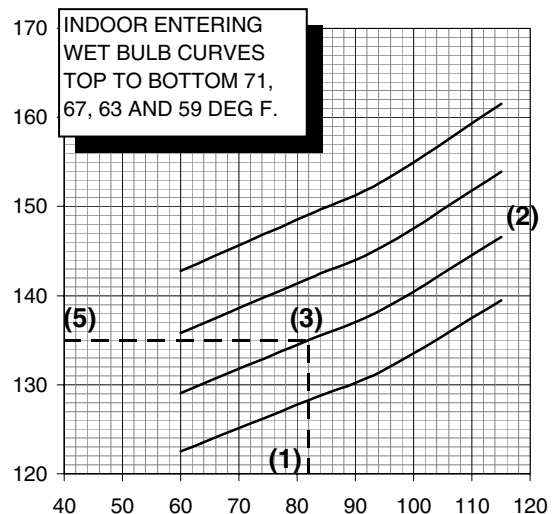 170
INDOOR ENTERING
WET BULB CURVES
TOP TO BOTTOM 71,
67, 63 AND 59 DEG F.
160
150
(2)
140
(5)
(3)
130
(1)
120
40 50 60 70 80 90 100 110 120